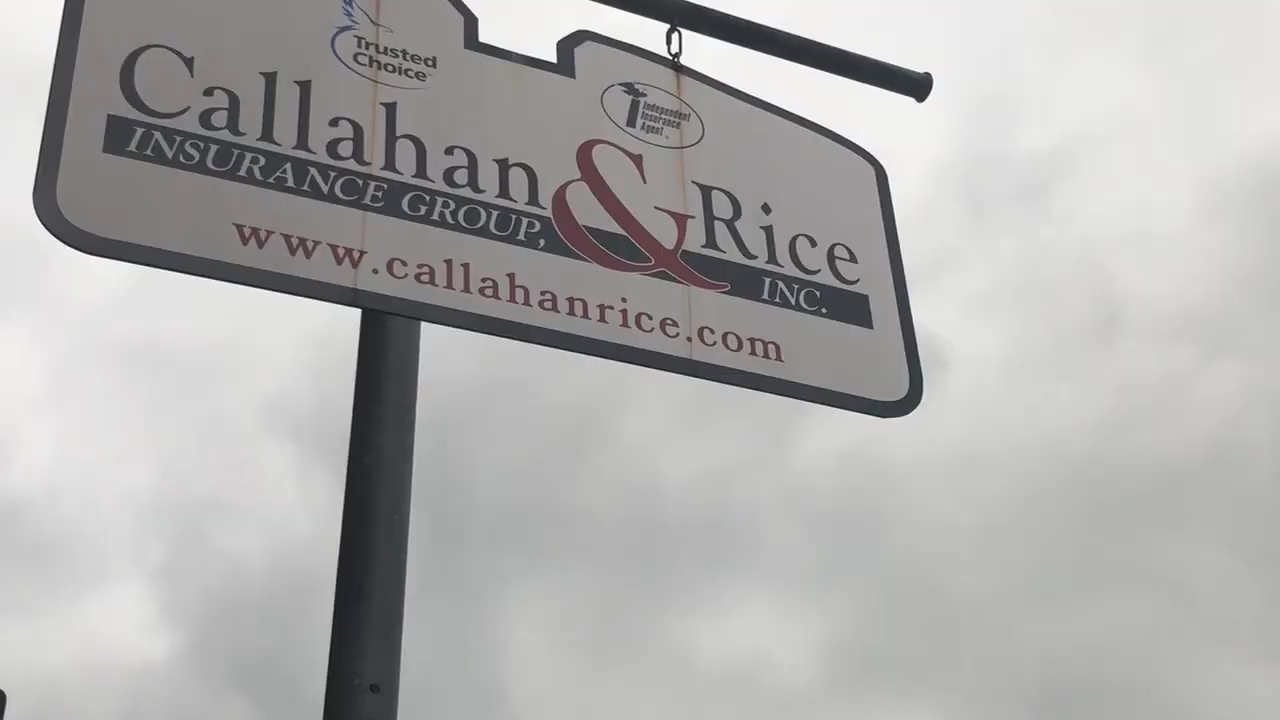 Trusted
Choice
Independent
Insurance
Agent
Callahan & Rice
INSURANCE GROUP, INC.
www.callahanrice.com